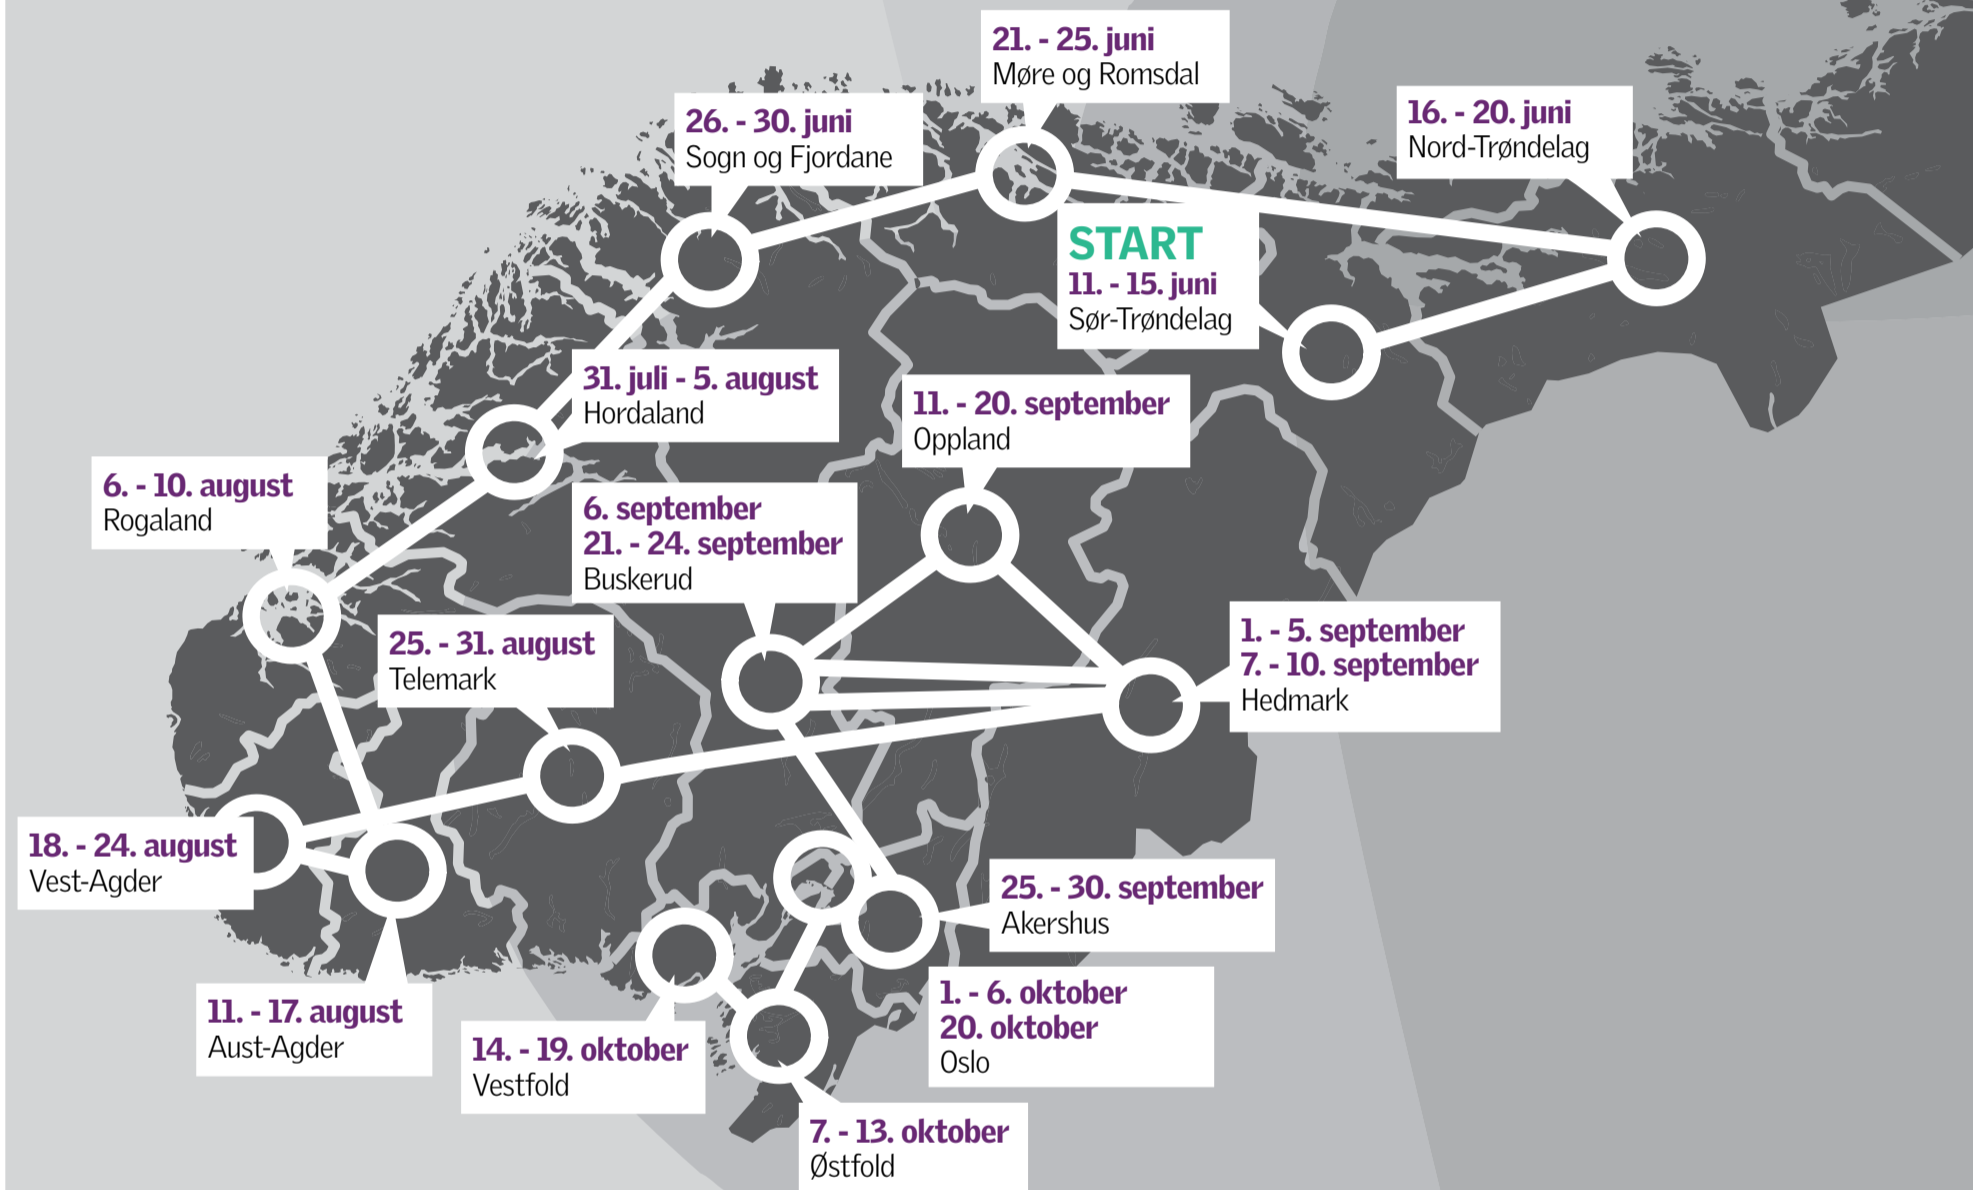 21. - 25. juni
Møre og Romsdal
26. - 30. juni
Sogn og Fjordane
16. - 20. juni
Nord-Trøndelag
START
11. - 15. juni
Sør-Trøndelag
31. juli - 5. august
Hordaland
11. - 20. september
Oppland
6. - 10. august
Rogaland
6. september
21. - 24. september
Buskerud
25. - 31. august
Telemark
1. - 5. september
7. - 10. september
Hedmark
18. - 24. august
Vest-Agder
25. - 30. september
Akershus
11. - 17. august
Aust-Agder
14. - 19. oktober
Vestfold
1. - 6. oktober
20. oktober
Oslo
7. - 13. oktober
Østfold